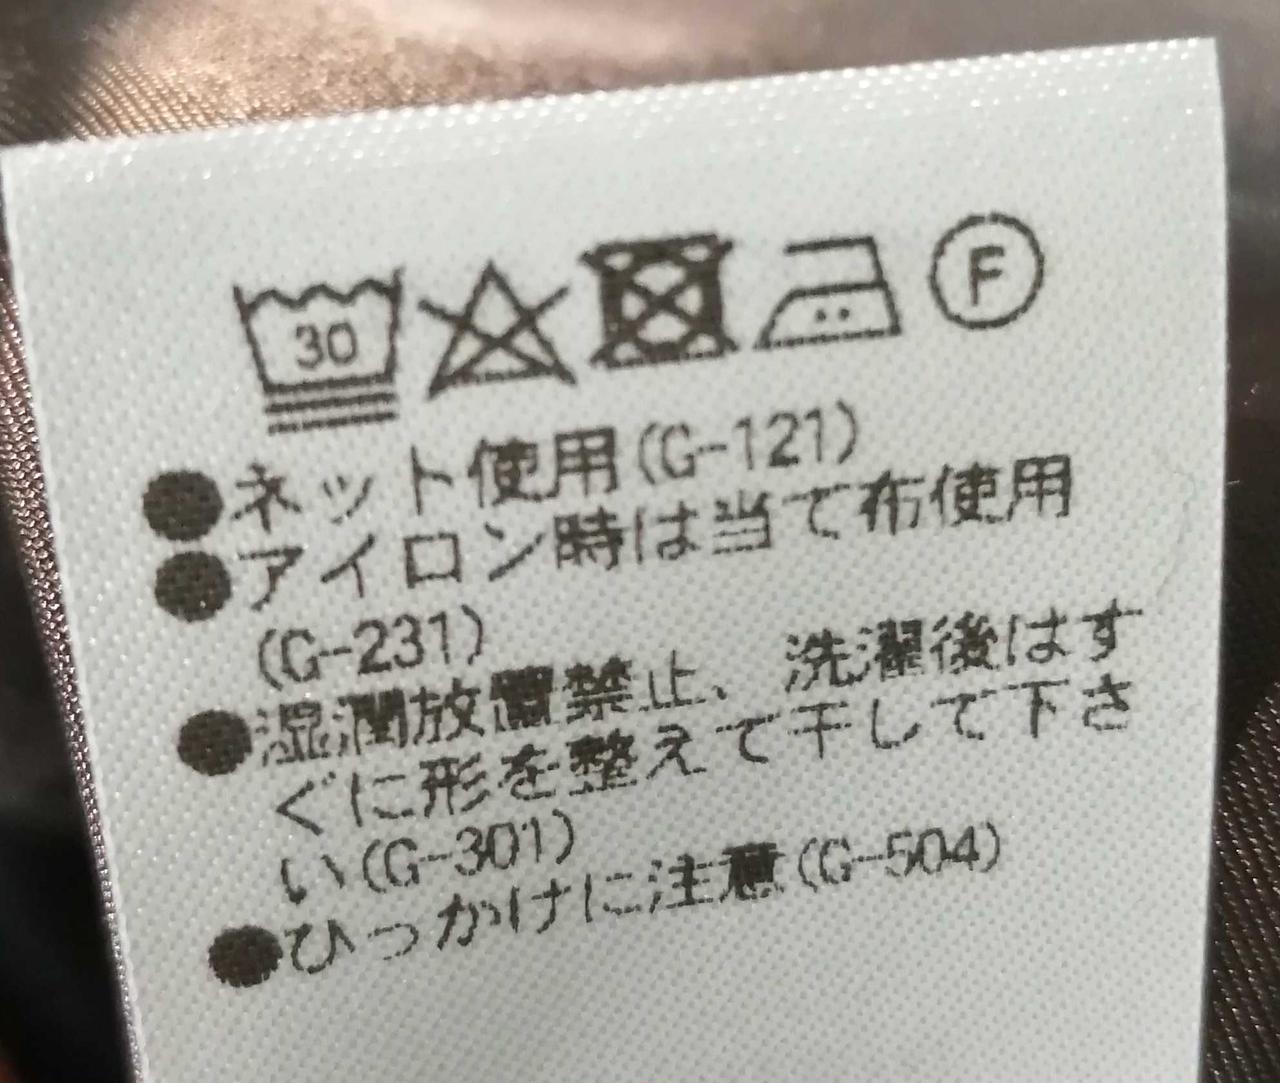 30
F
●ネット使用(G-121)
●アイロン時は当て布使用
(G-231)
●湿潤放置禁止、洗濯後はす
ぐに形を整えて干して下さ
い(G-301)
●ひっかけに注意(G-504)